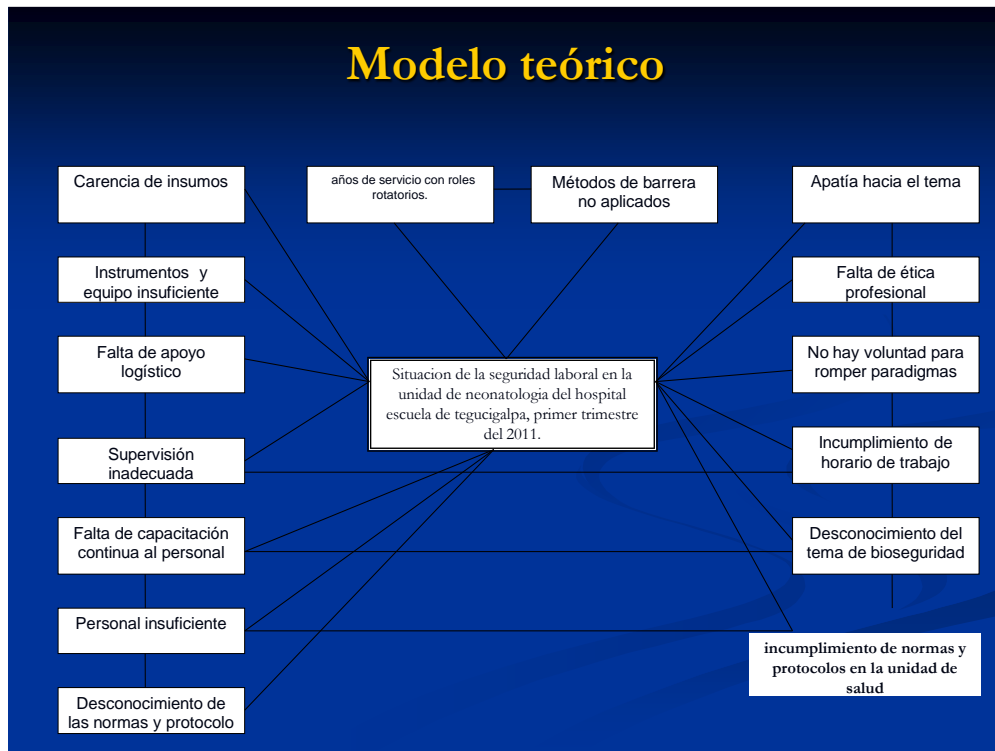 Modelo teórico
Carencia de insumos
años de servicio con roles
rotatorios.
Métodos de barrera
no aplicados
Apatía hacia el tema
Instrumentos y
equipo insuficiente
Falta de ética
profesional
Falta de apoyo
logístico
No hay voluntad para
romper paradigmas
Situacion de la seguridad laboral en la
unidad de neonatologia del hospital
escuela de tegucigalpa, primer trimestre
del 2011.
Supervisión
inadecuada
Incumplimiento de
horario de trabajo
Falta de capacitación
continua al personal
Desconocimiento del
tema de bioseguridad
Personal insuficiente
incumplimiento de normas y
protocolos en la unidad de
salud
Desconocimiento de
las normas y protocolo